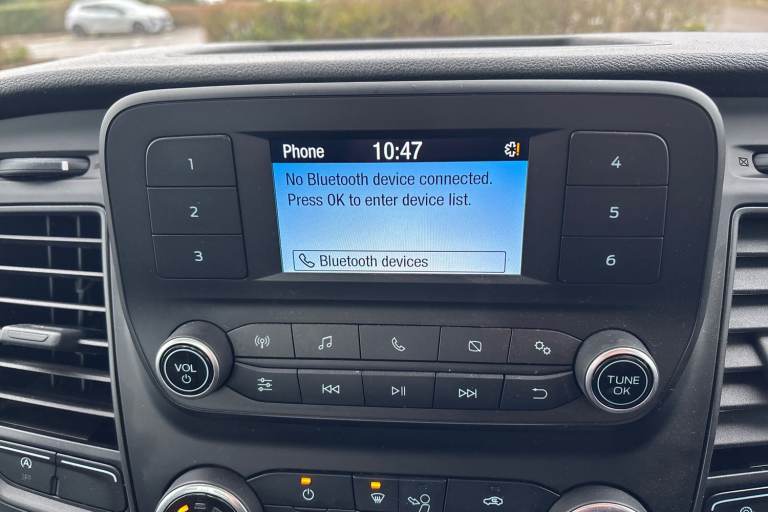 Phone 10:47
No Bluetooth device connected.
Press OK to enter device list.
Bluetooth devices
1
2
3
4
5
6
VOL
TUNE
OK
A
OFF